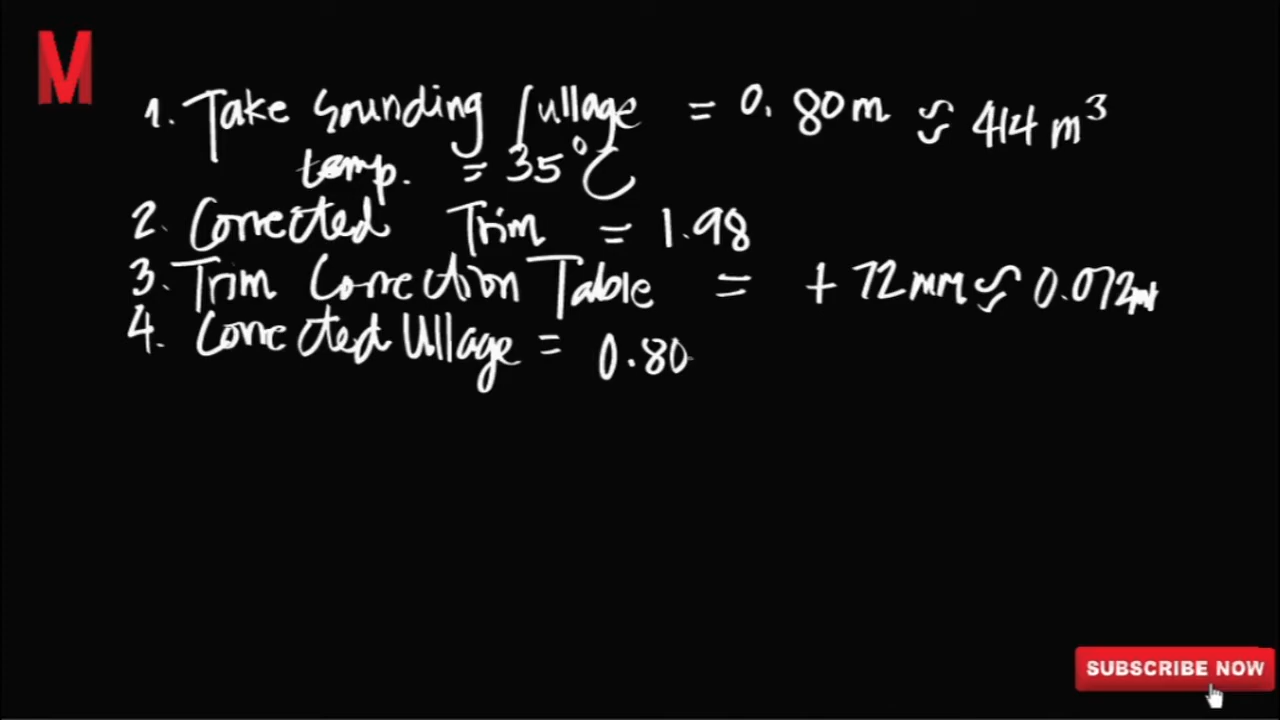 M
1. Take sounding/ullage = 0.80m ≈ 414 m³
temp. = 35°C
2. Corrected Trim = 1.98
3. Trim Correction Table = +72mm ≈ 0.072m
4. Corrected Ullage = 0.80
SUBSCRIBE NOW